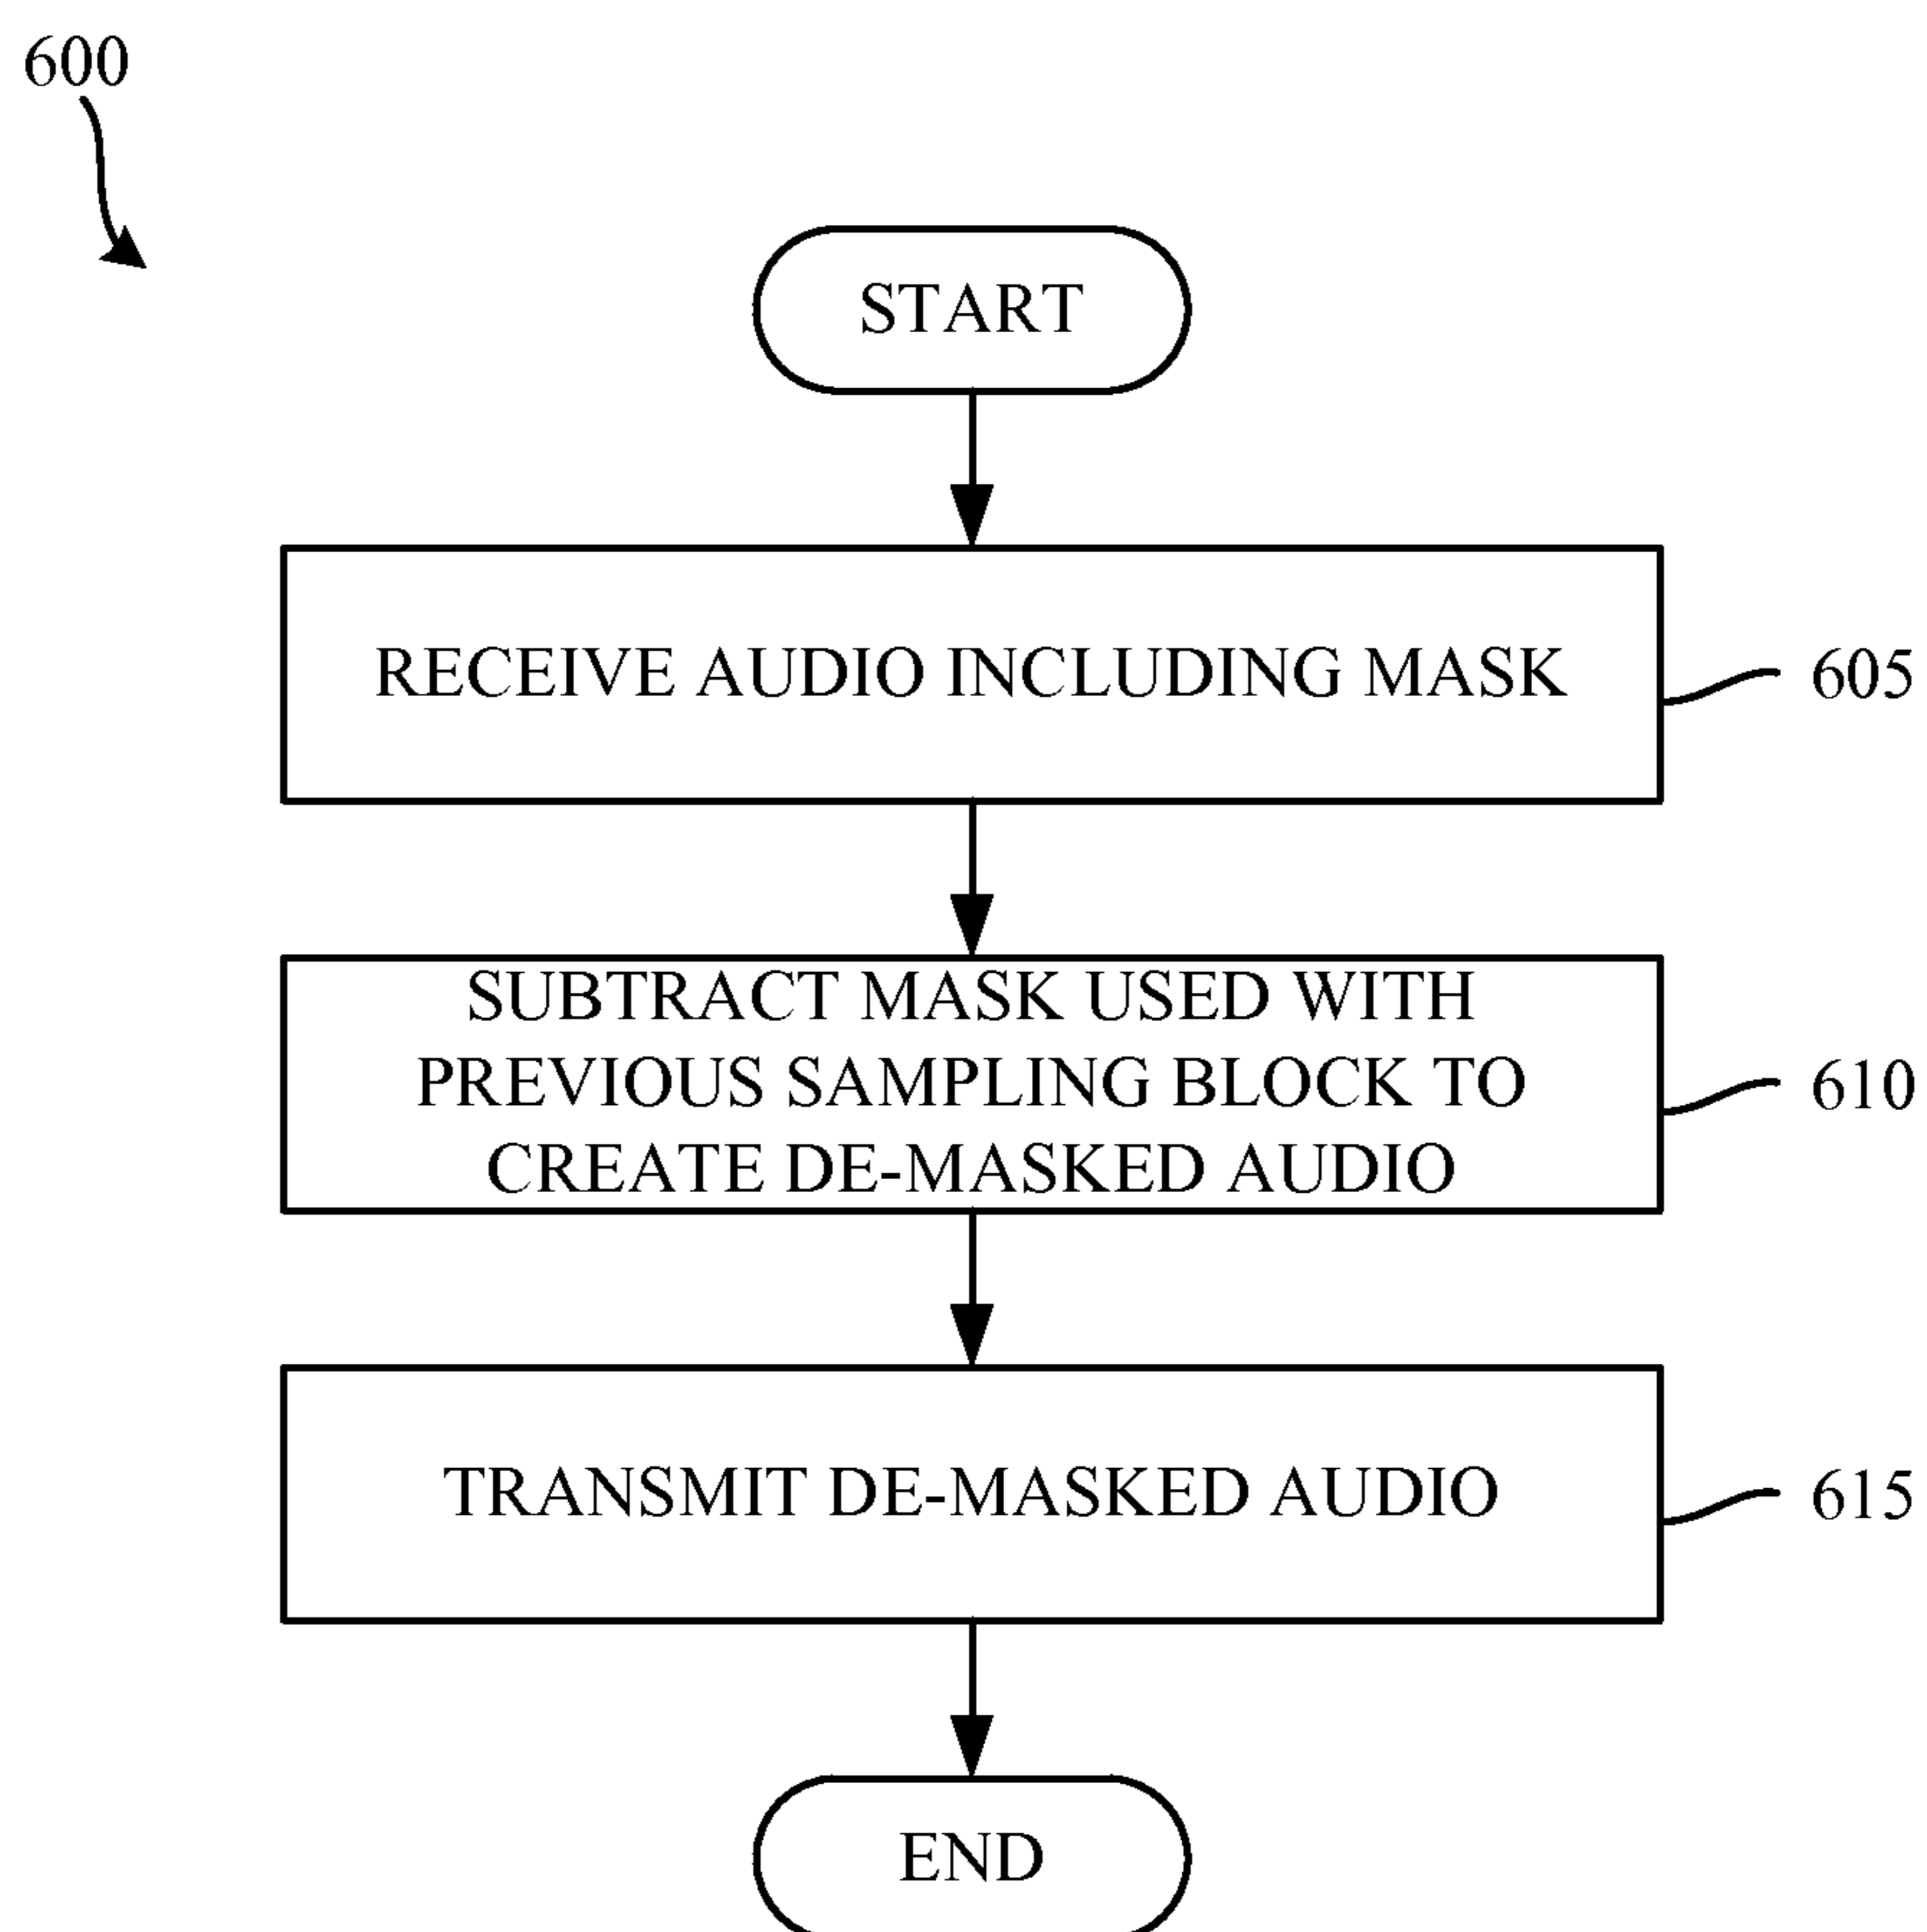 600
START
RECEIVE AUDIO INCLUDING MASK
605
SUBTRACT MASK USED WITH
PREVIOUS SAMPLING BLOCK TO
CREATE DE-MASKED AUDIO
610
TRANSMIT DE-MASKED AUDIO
615
END